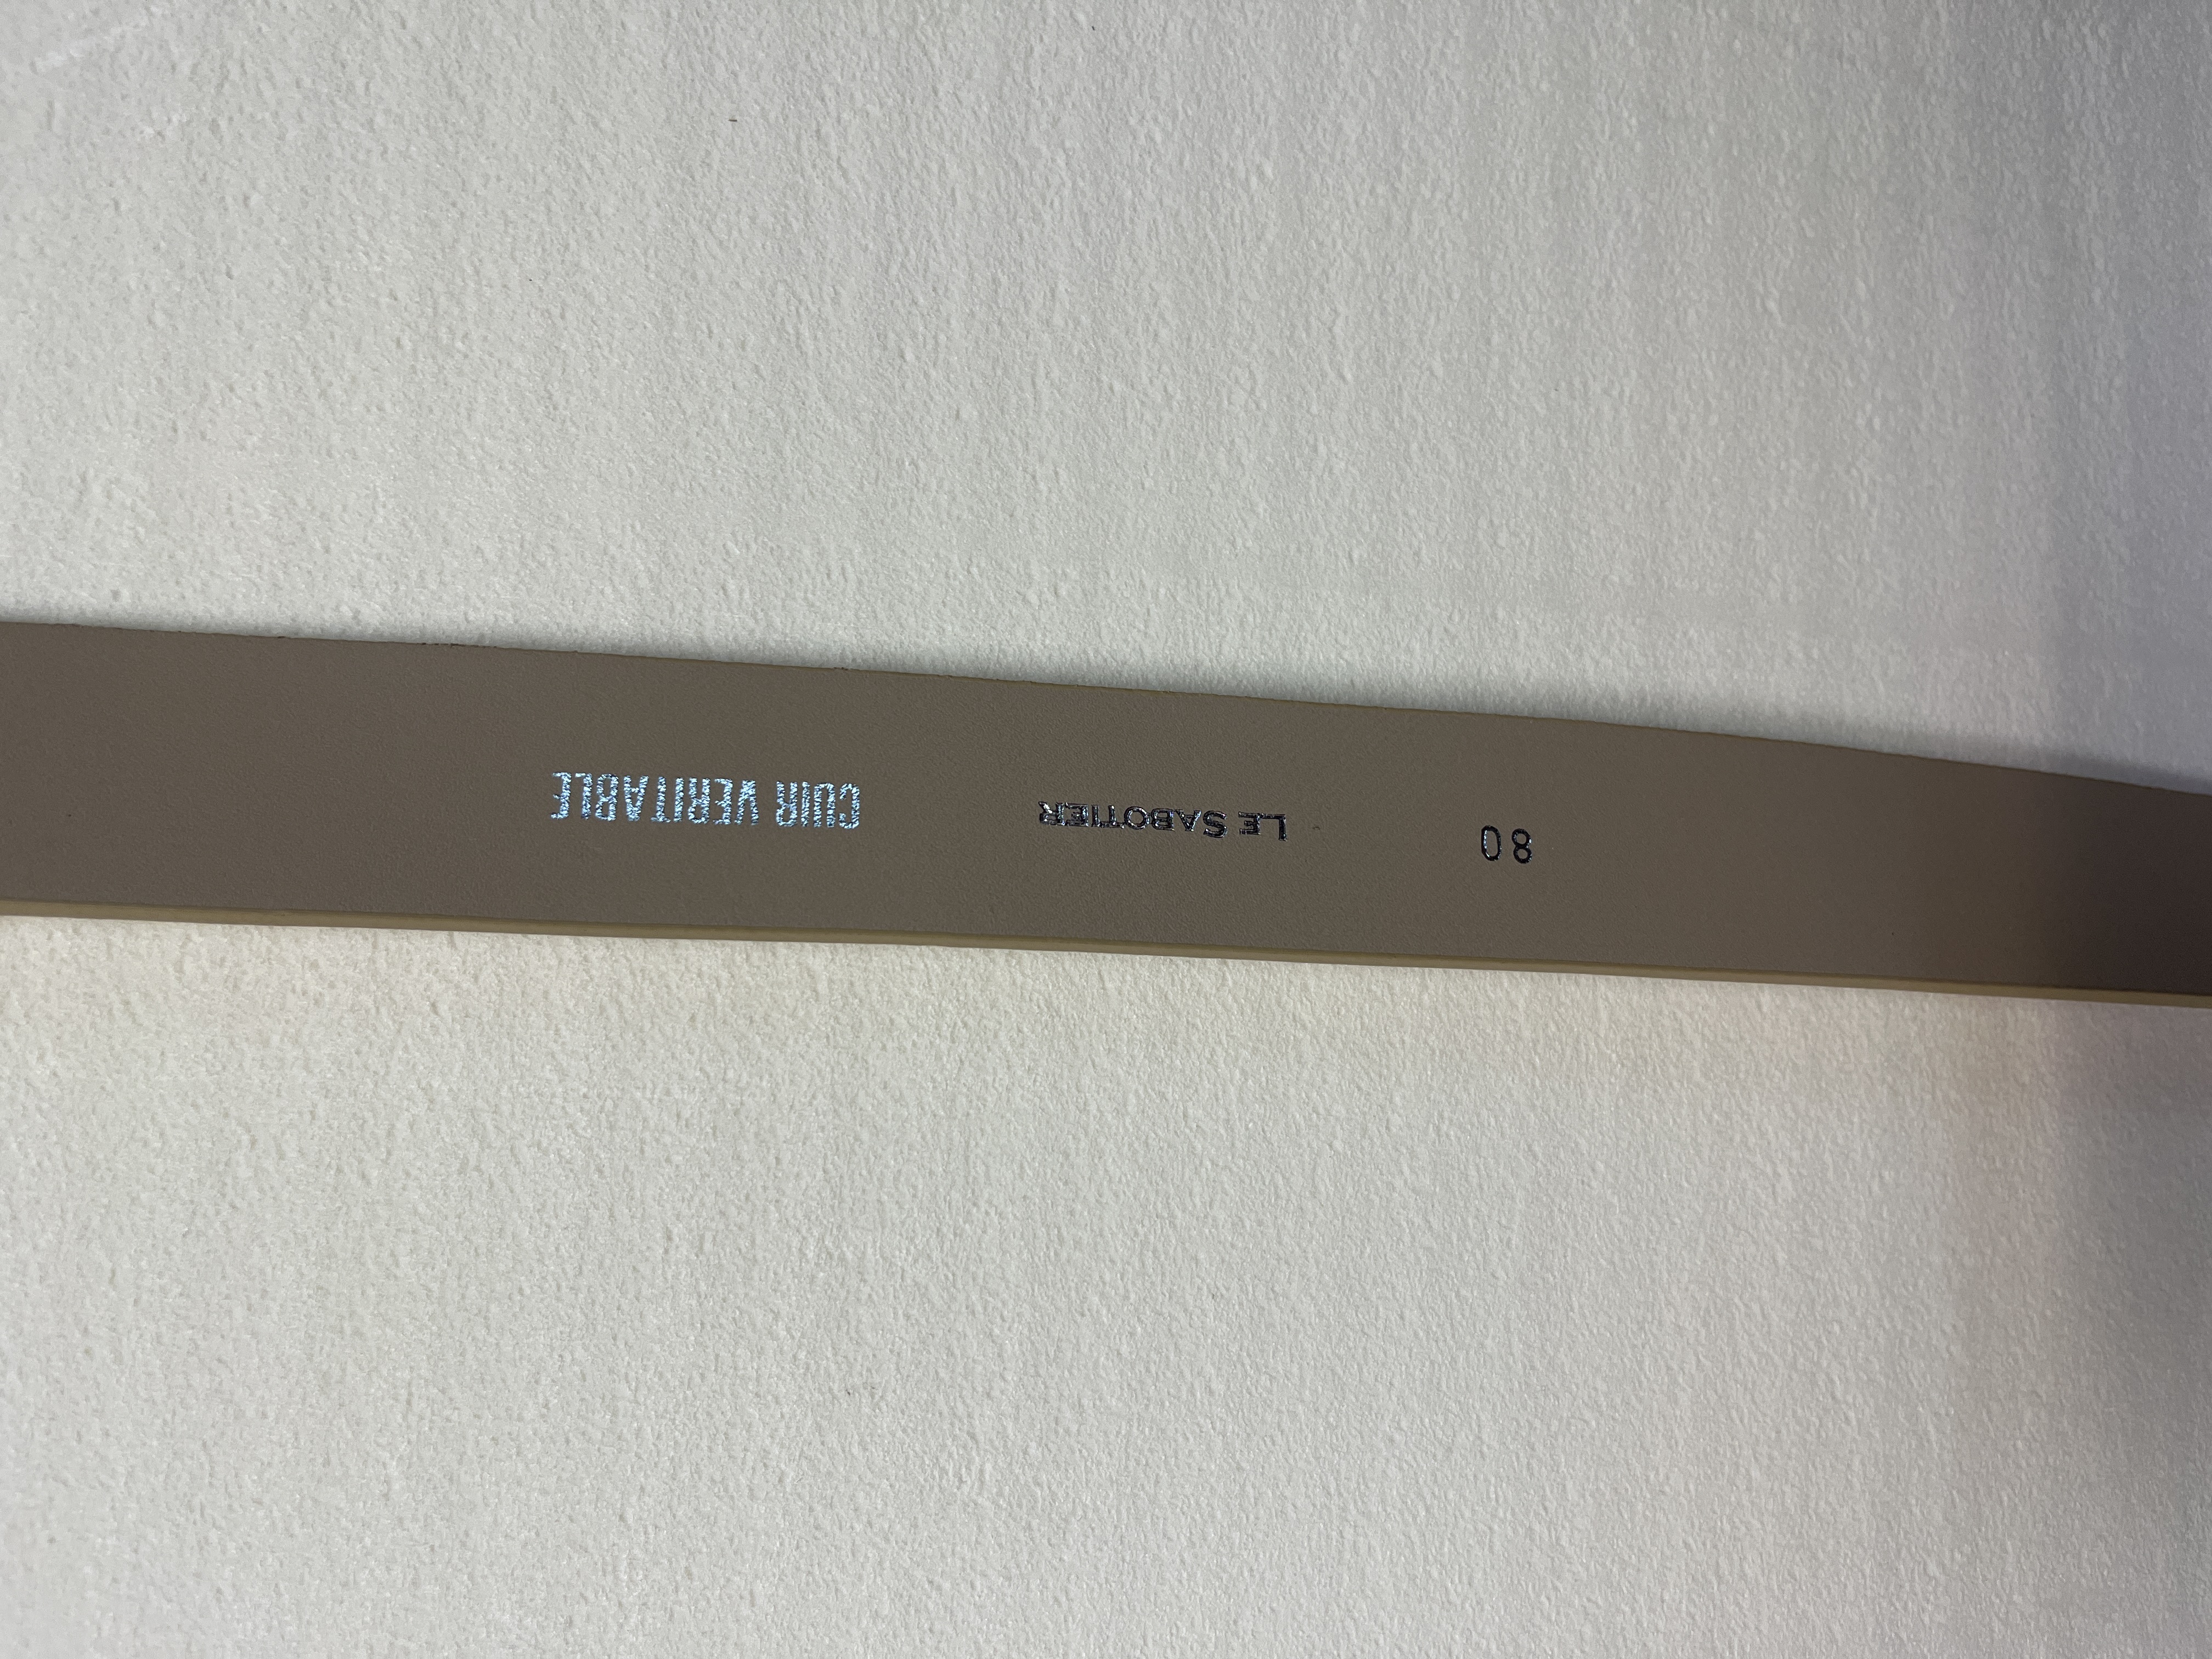 80 LE SABOTIER CUIR VERITABLE